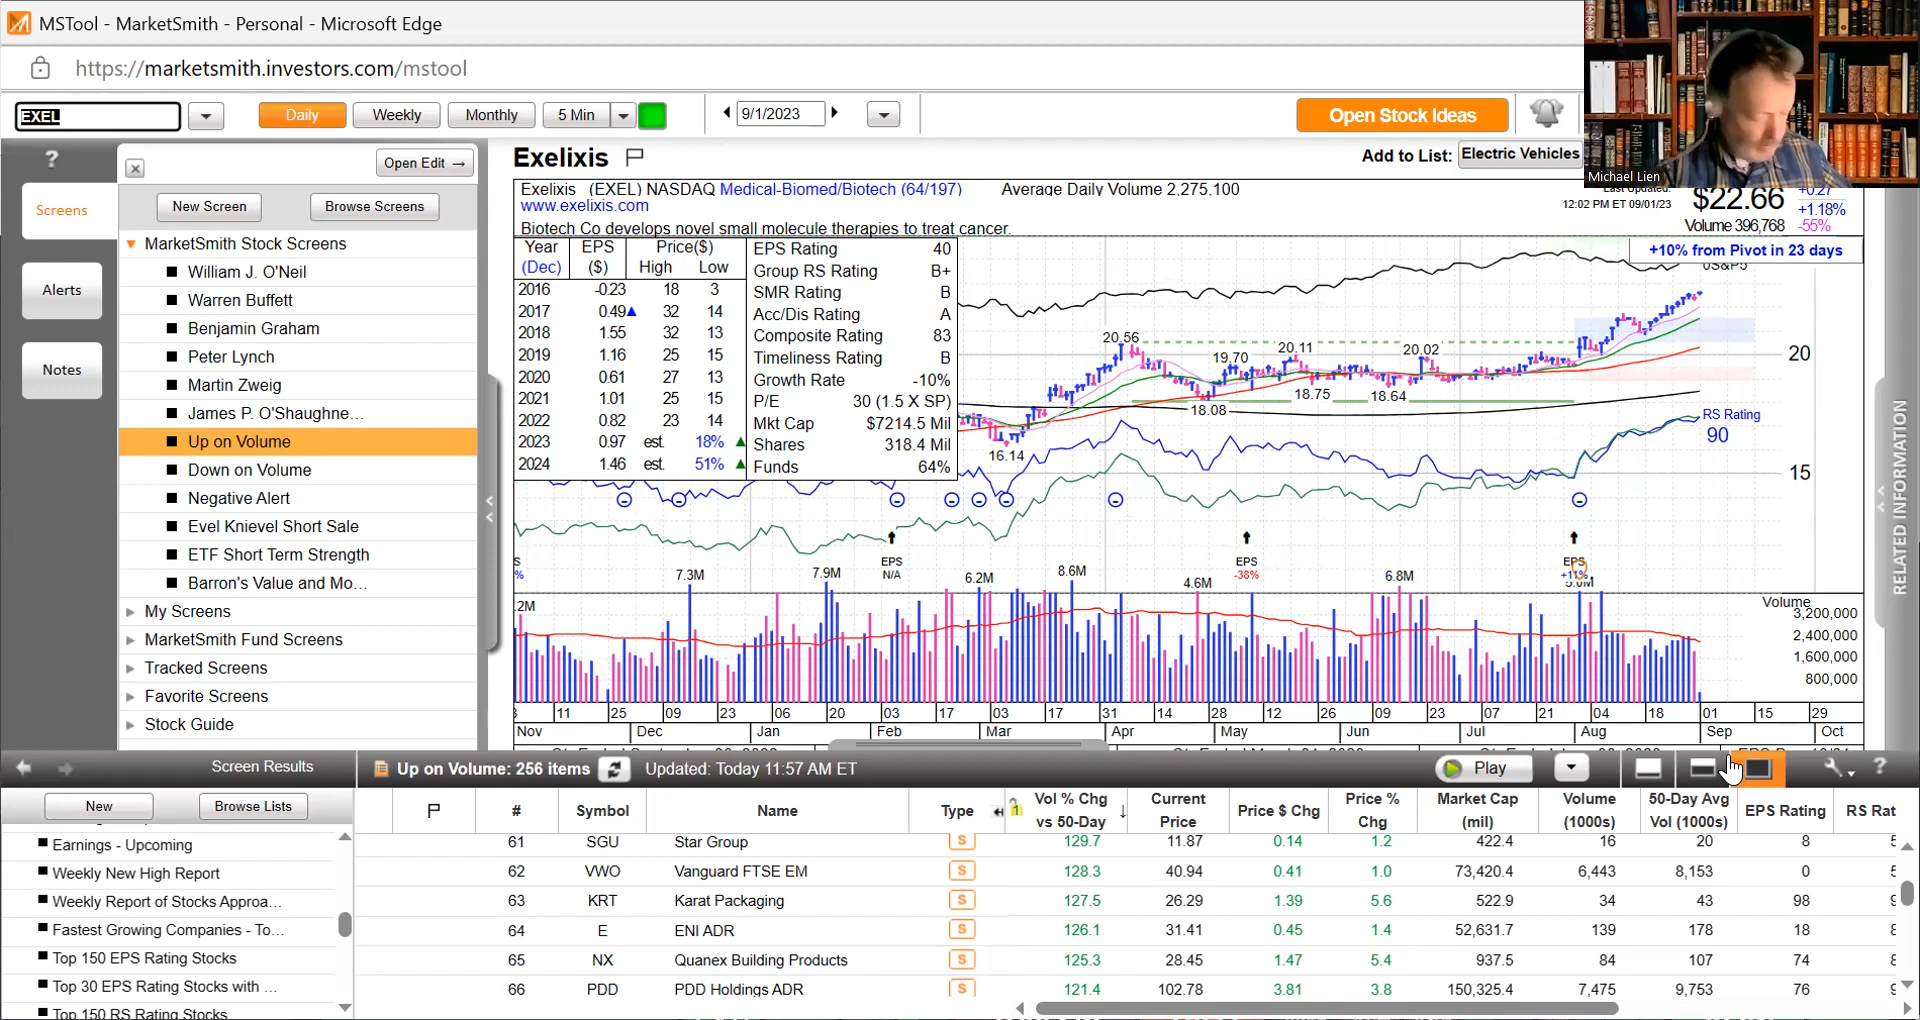 MSTool - MarketSmith - Personal - Microsoft Edge
https://marketsmith.investors.com/mstool
EXEL
Daily
Weekly
Monthly
5 Min
9/1/2023
Open Stock Ideas
Michael Lien
?
Screens
Alerts
Notes
Open Edit →
New Screen
Browse Screens
MarketSmith Stock Screens
William J. O'Neil
Warren Buffett
Benjamin Graham
Peter Lynch
Martin Zweig
James P. O'Shaughne...
Up on Volume
Down on Volume
Negative Alert
Evel Knievel Short Sale
ETF Short Term Strength
Barron's Value and Mo...
My Screens
MarketSmith Fund Screens
Tracked Screens
Favorite Screens
Stock Guide
Exelixis
Add to List: Electric Vehicles
Exelixis (EXEL) NASDAQ Medical-Biomed/Biotech (64/197) Average Daily Volume 2,275,100
www.exelixis.com
Biotech Co develops novel small molecule therapies to treat cancer.
Last Updated:
12:02 PM ET 09/01/23
$22.66
+0.27
+1.18%
Volume 396,768 -55%
+10% from Pivot in 23 days
Year EPS Price($)
(Dec) ($) High Low
2016 -0.23 18 3
2017 0.49 32 14
2018 1.55 32 13
2019 1.16 25 15
2020 0.61 27 13
2021 1.01 25 15
2022 0.82 23 14
2023 0.97 est. 18%
2024 1.46 est. 51%
EPS Rating 40
Group RS Rating B+
SMR Rating B
Acc/Dis Rating A
Composite Rating 83
Timeliness Rating B
Growth Rate -10%
P/E 30 (1.5 X SP)
Mkt Cap $7214.5 Mil
Shares 318.4 Mil
Funds 64%
20.56
19.70
20.11
20.02
18.08
18.75
18.64
16.14
20
15
RS Rating
90
RELATED INFORMATION
EPS
N/A
EPS
-38%
EPS
+11%
.2M
7.3M
7.9M
6.2M
8.6M
4.6M
6.8M
5.0M
Volume
3,200,000
2,400,000
1,600,000
800,000
11 25 09 23 06 20 03 17 03 17 31 14 28 12 26 09 23 07 21 04 18 01 15 29
Nov Dec Jan Feb Mar Apr May Jun Jul Aug Sep Oct
Screen Results
Up on Volume: 256 items
Updated: Today 11:57 AM ET
Play
?
New
Browse Lists
Earnings - Upcoming
Weekly New High Report
Weekly Report of Stocks Approa...
Fastest Growing Companies - To...
Top 150 EPS Rating Stocks
Top 30 EPS Rating Stocks with ...
Top 150 RS Rating Stocks
# Symbol Name Type Vol % Chg vs 50-Day Current Price Price $ Chg Price % Chg Market Cap (mil) Volume (1000s) 50-Day Avg Vol (1000s) EPS Rating RS Rat
61 SGU Star Group S 129.7 11.87 0.14 1.2 422.4 16 20 8
62 VWO Vanguard FTSE EM S 128.3 40.94 0.41 1.0 73,420.4 6,443 8,153 0
63 KRT Karat Packaging S 127.5 26.29 1.39 5.6 522.9 34 43 98
64 E ENI ADR S 126.1 31.41 0.45 1.4 52,631.7 139 178 18
65 NX Quanex Building Products S 125.3 28.45 1.47 5.4 937.5 84 107 74
66 PDD PDD Holdings ADR S 121.4 102.78 3.81 3.8 150,325.4 7,475 9,753 76